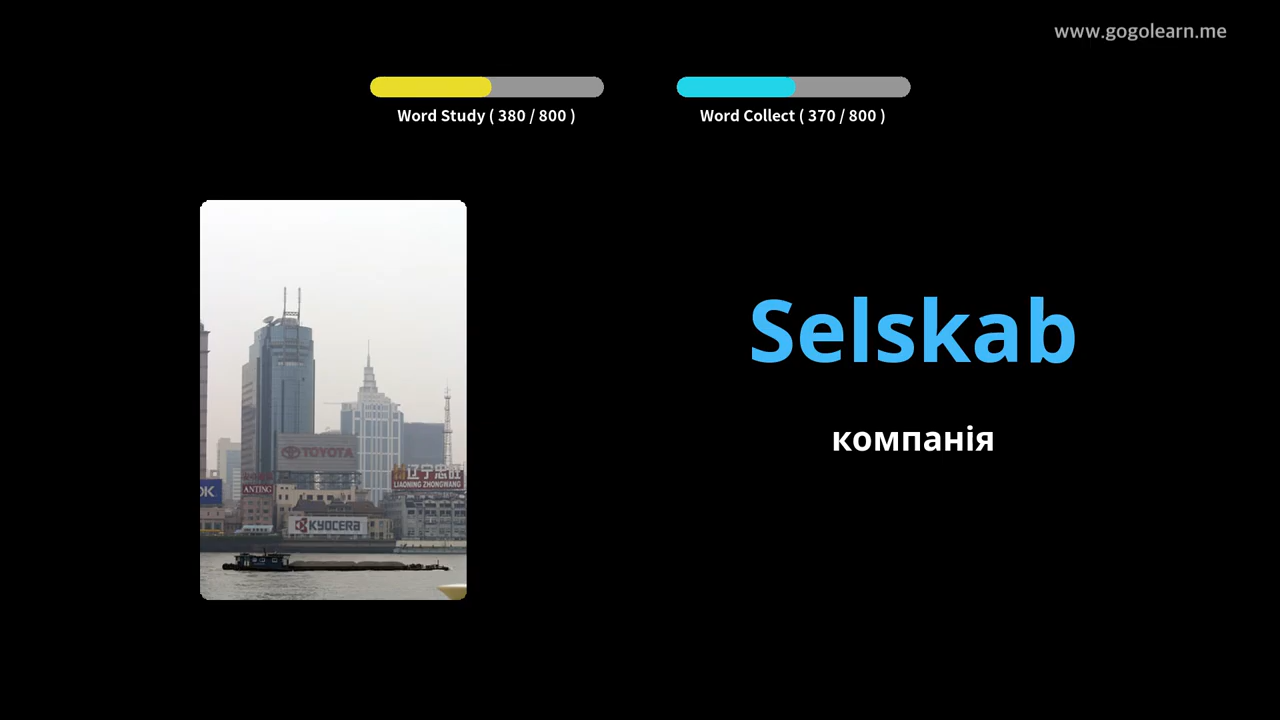 www.gogolearn.me
Word Study ( 380 / 800 )
Word Collect ( 370 / 800 )
Selskab
компанія
TOYOTA
辽宁忠旺
LIAONING ZHONGWANG
ANTING
KYOCERA